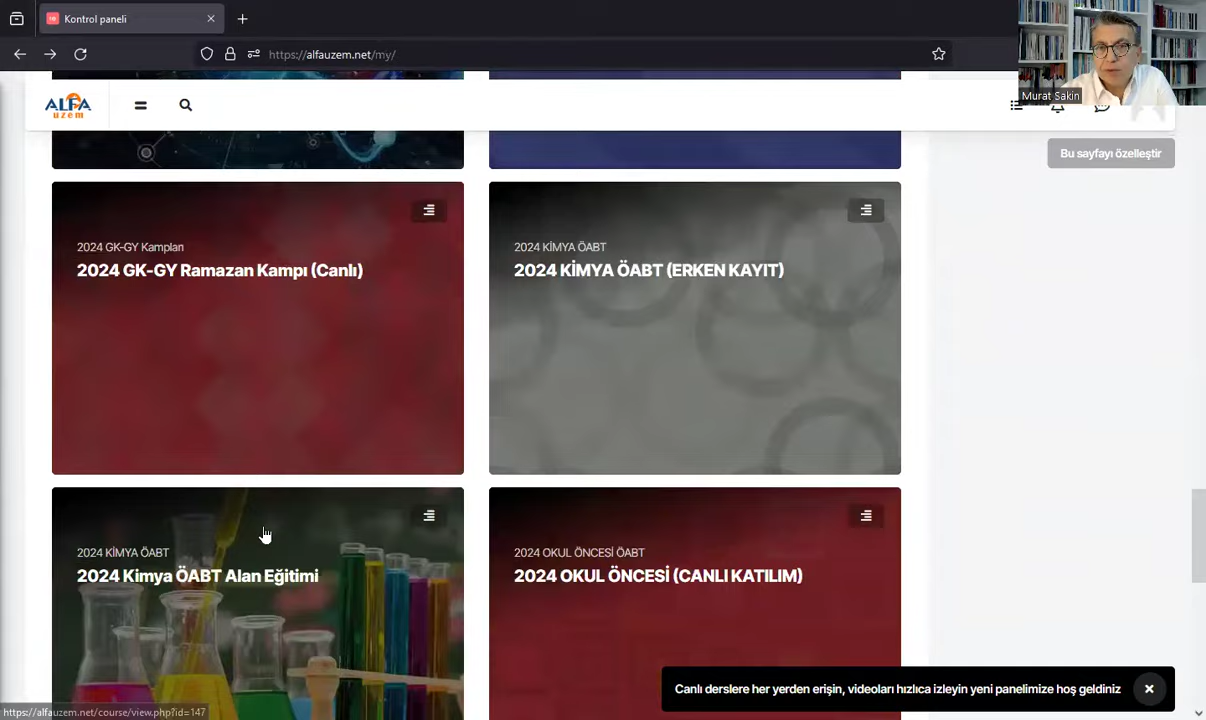 Kontrol paneli
https://alfauzem.net/my/
Murat Sakin
ALFA
uzem
Bu sayfayı özelleştir
2024 GK-GY Kampları
2024 GK-GY Ramazan Kampı (Canlı)
2024 KİMYA ÖABT
2024 KİMYA ÖABT (ERKEN KAYIT)
2024 KİMYA ÖABT
2024 Kimya ÖABT Alan Eğitimi
2024 OKUL ÖNCESİ ÖABT
2024 OKUL ÖNCESİ (CANLI KATILIM)
Canlı derslere her yerden erişin, videoları hızlıca izleyin yeni panelimize hoş geldiniz
https://alfauzem.net/course/view.php?id=147